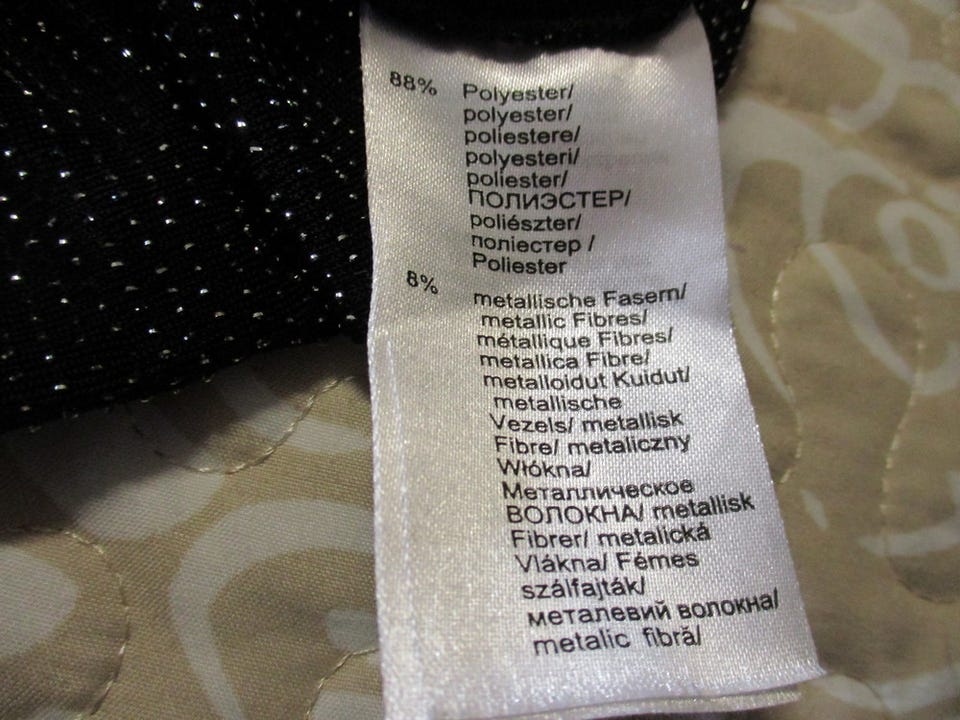 88% Polyester/
polyester/
poliestere/
polyesteri/
poliester/
ПОЛИЭСТЕР/
poliészter/
поліестер /
Poliester
8% metallische Fasern/
metallic Fibres/
métallique Fibres/
metallica Fibre/
metalloidut Kuidut/
metallische
Vezels/ metallisk
Fibre/ metaliczny
Włókna/
Металлическое
ВОЛОКНА/ metallisk
Fibrer/ metalická
Vlákna/ Fémes
szálfajták/
металевий волокна/
metalic fibră/